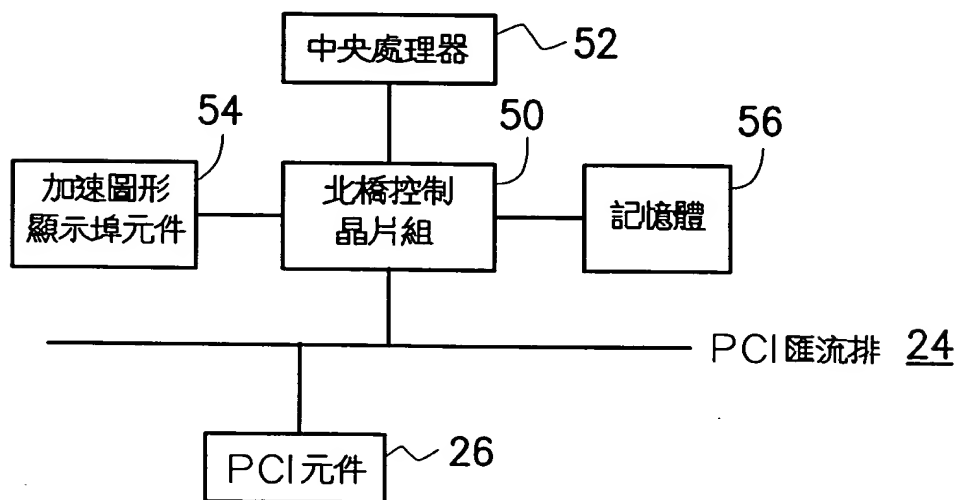 中央處理器
52
54
50
56
加速圖形
顯示埠元件
北橋控制
晶片組
記憶體
PCI匯流排 24
PCI元件
26